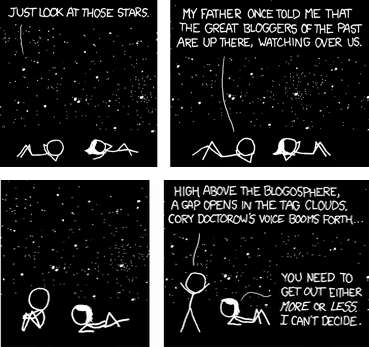 JUST LOOK AT THOSE STARS.
MY FATHER ONCE TOLD ME THAT
THE GREAT BLOGGERS OF THE PAST
ARE UP THERE, WATCHING OVER US.
HIGH ABOVE THE BLOGOSPHERE,
A GAP OPENS IN THE TAG CLOUDS.
CORY DOCTOROW'S VOICE BOOMS FORTH...
YOU NEED TO
GET OUT EITHER
MORE OR LESS.
I CAN'T DECIDE.